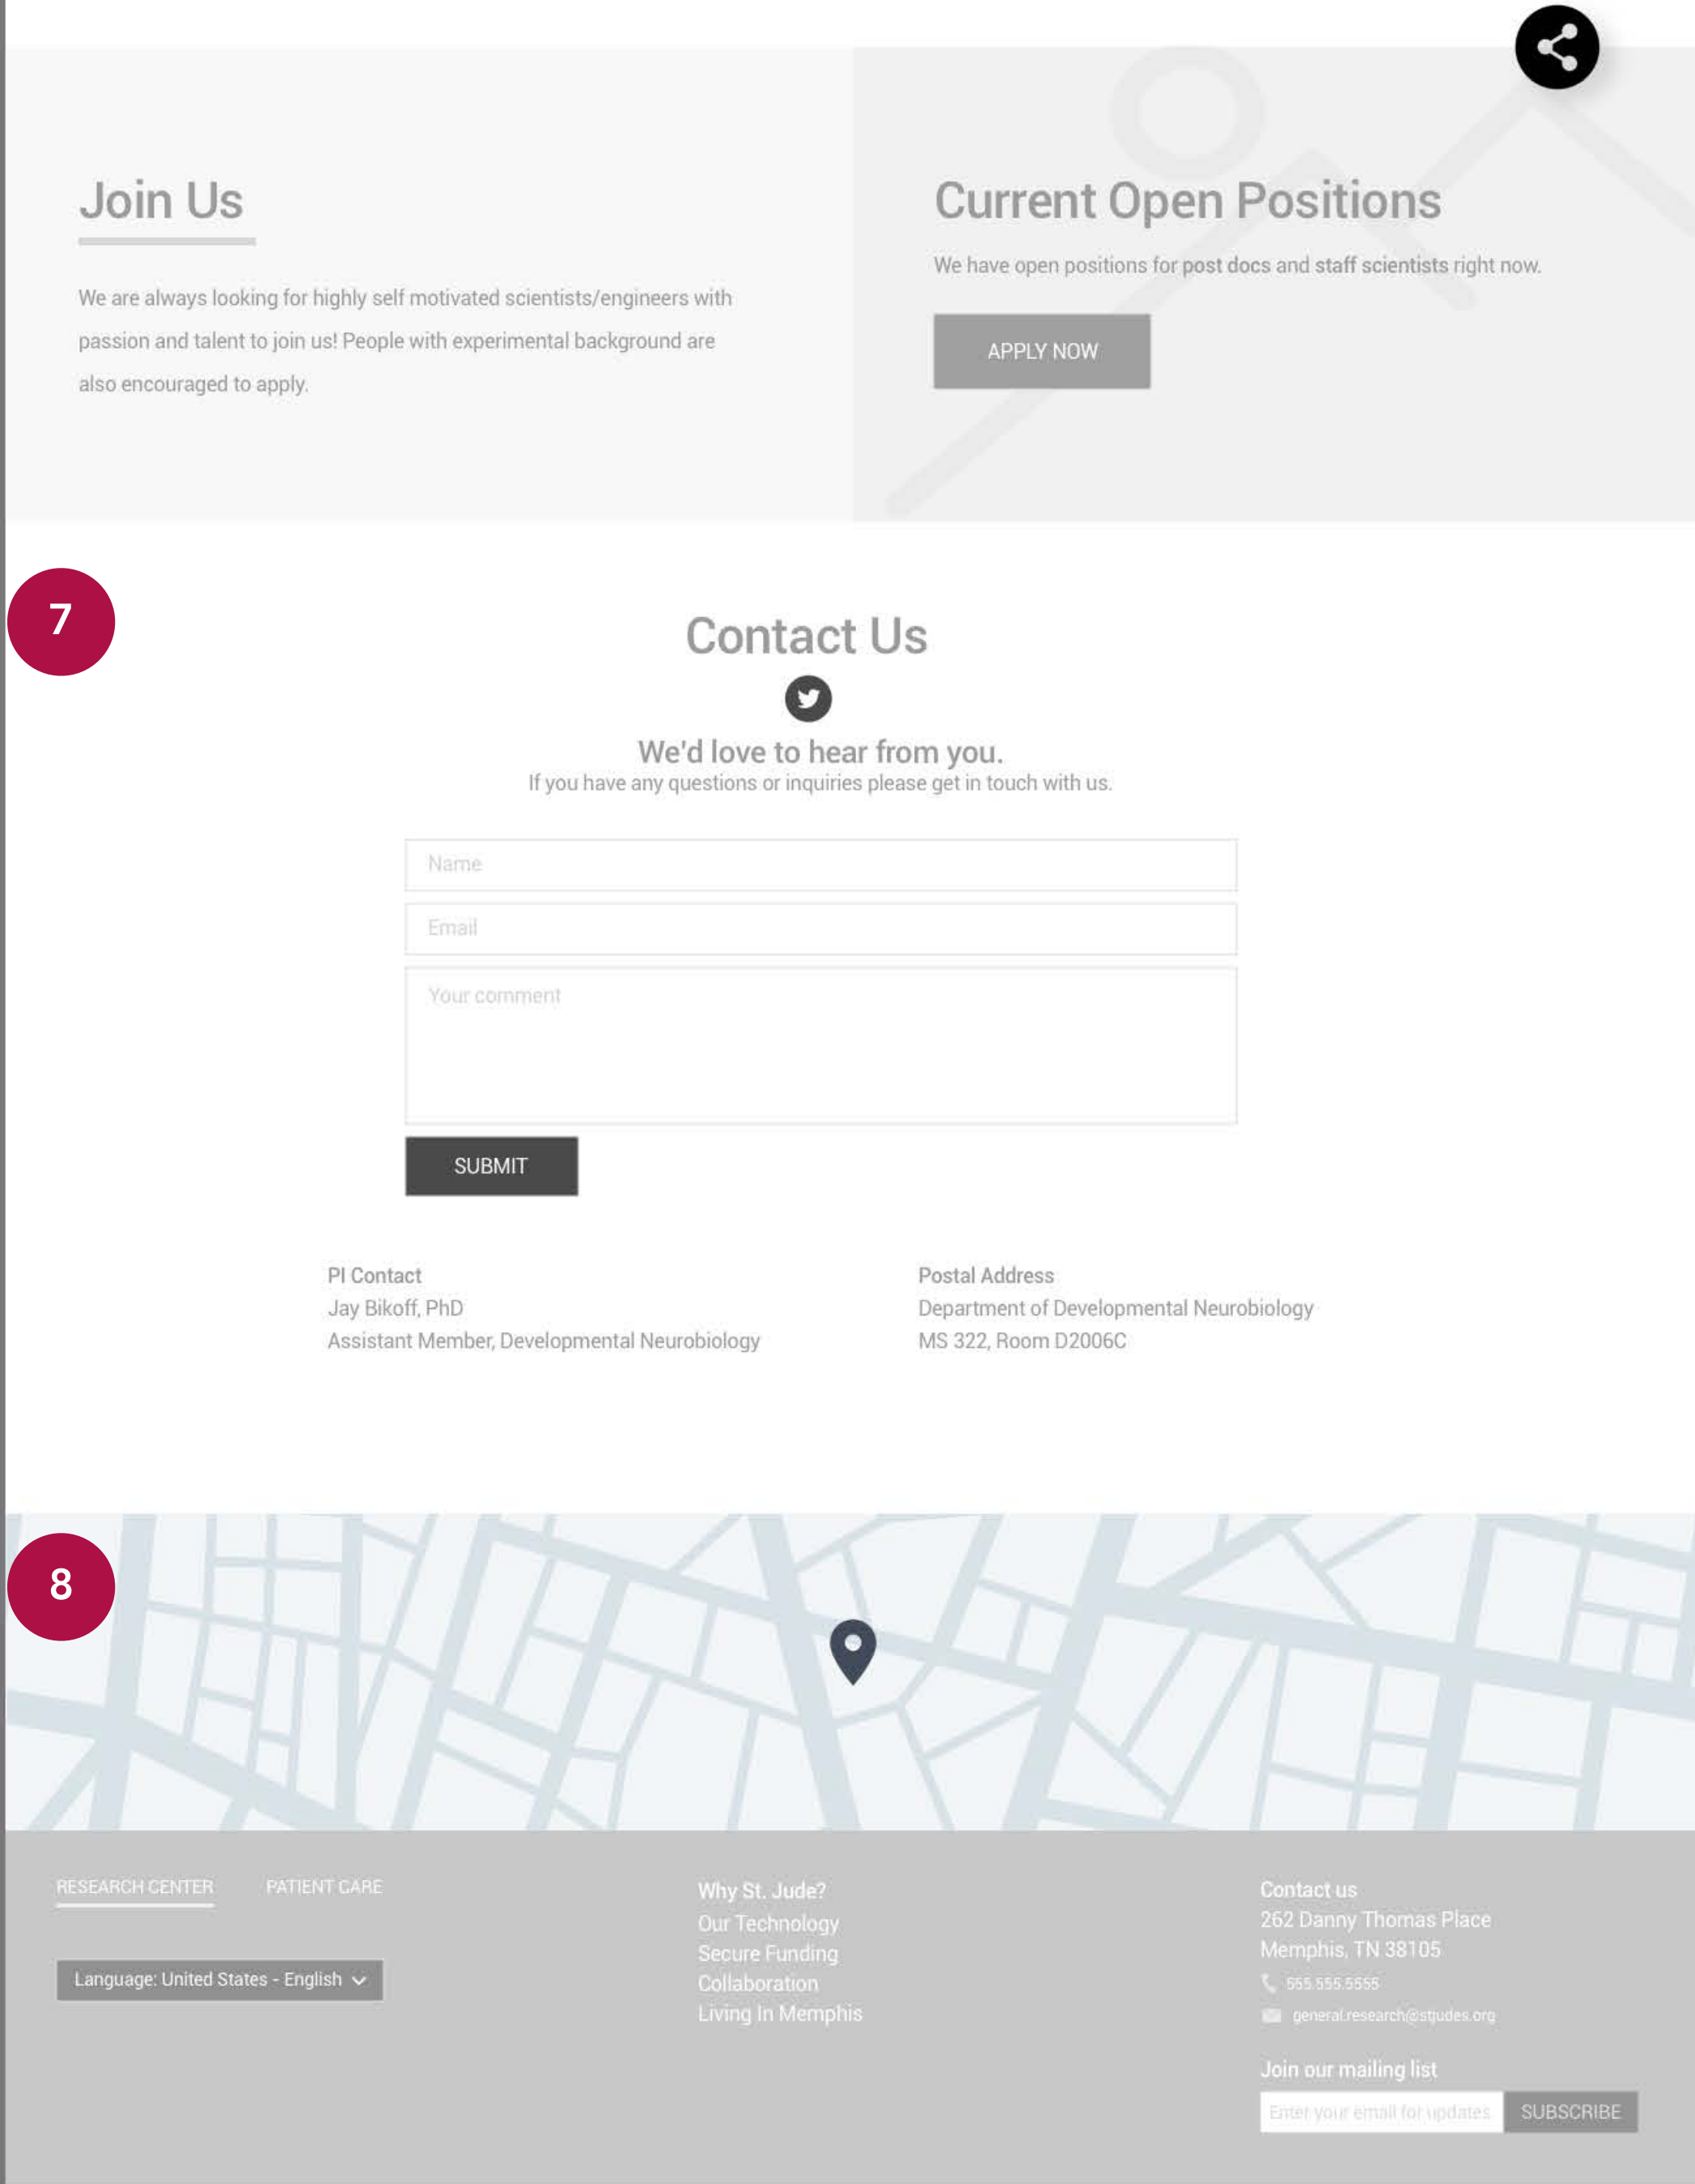 Join Us
We are always looking for highly self motivated scientists/engineers with
passion and talent to join us! People with experimental background are
also encouraged to apply.
Current Open Positions
We have open positions for post docs and staff scientists right now.
APPLY NOW
7
Contact Us
We'd love to hear from you.
If you have any questions or inquiries please get in touch with us.
Name
Email
Your comment
SUBMIT
PI Contact
Jay Bikoff, PhD
Assistant Member, Developmental Neurobiology
Postal Address
Department of Developmental Neurobiology
MS 322, Room D2006C
8
RESEARCH CENTER
PATIENT CARE
Language: United States - English
Why St. Jude?
Our Technology
Secure Funding
Collaboration
Living In Memphis
Contact us
262 Danny Thomas Place
Memphis, TN 38105
555.555.5555
general.research@stjudes.org
Join our mailing list
Enter your email for updates
SUBSCRIBE